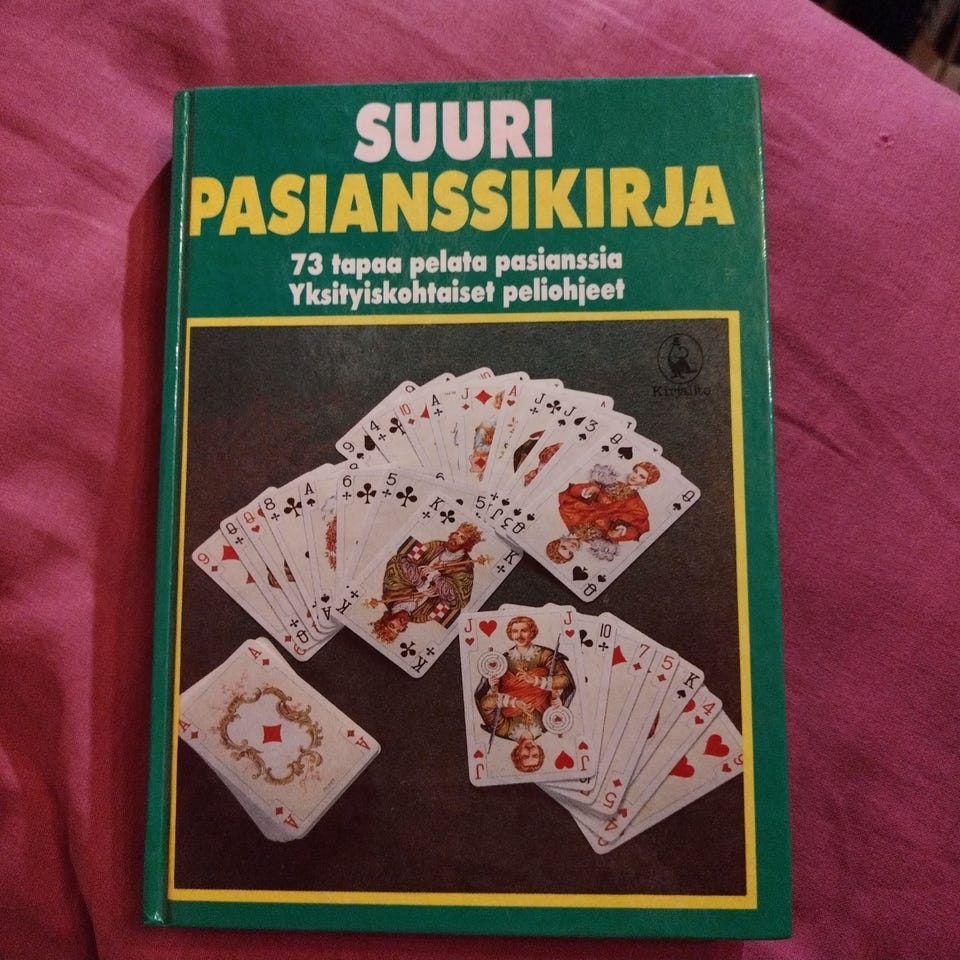 SUURI
PASIANSSIKIRJA
73 tapaa pelata pasianssia
Yksityiskohtaiset peliohjeet
Kirjalito